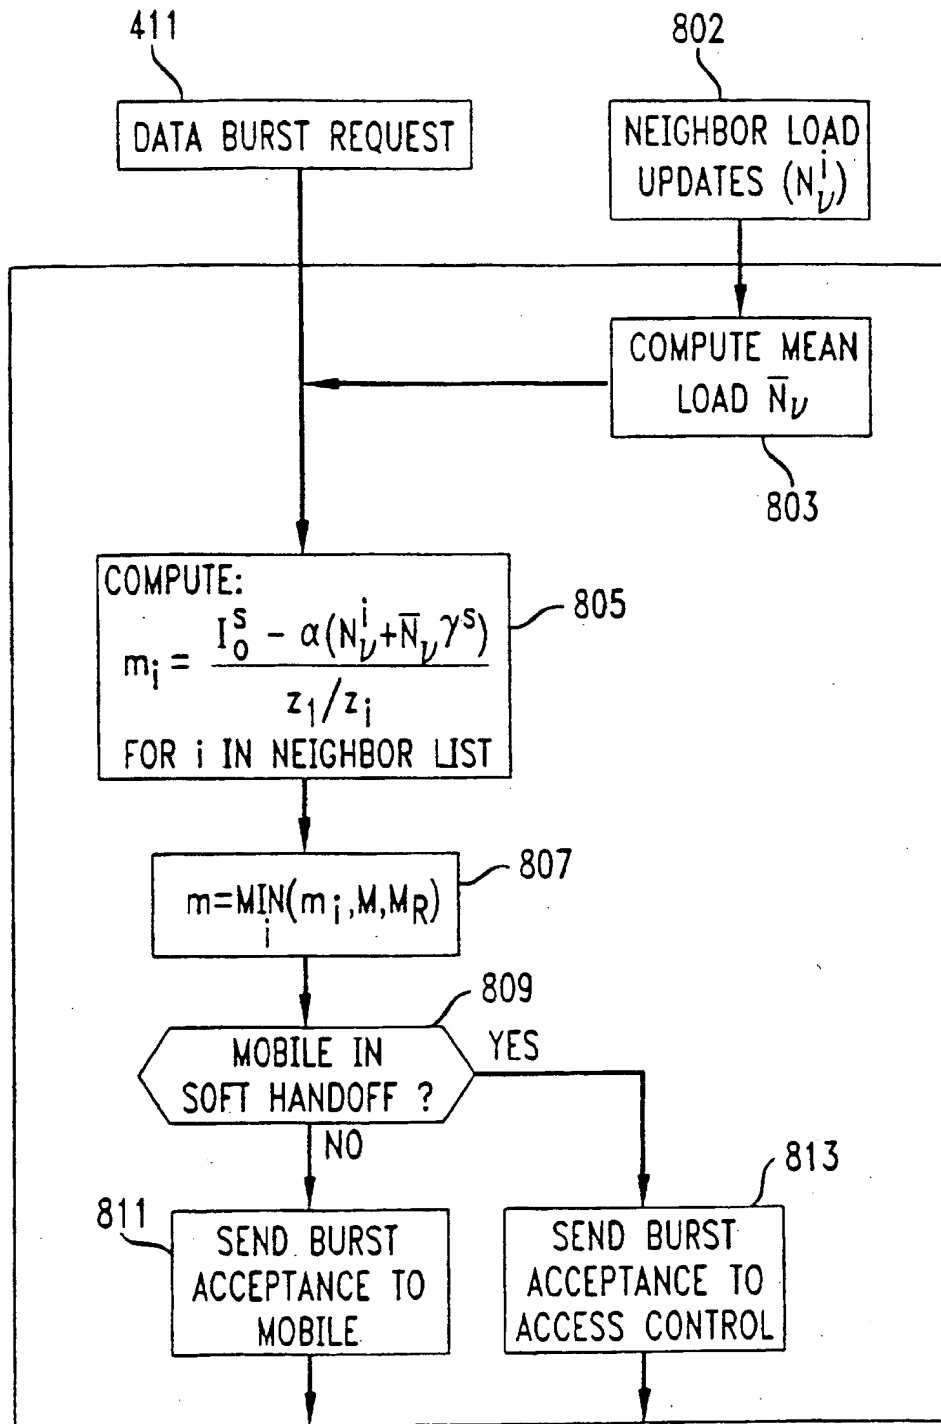 411
802
DATA BURST REQUEST
NEIGHBOR LOAD
UPDATES (N_ν^i)
COMPUTE MEAN
LOAD N̅_ν
803
COMPUTE:
m_i = (I_0^s - α(N_ν^i + N̅_ν γ^s)) / (z_1/z_i)
FOR i IN NEIGHBOR LIST
805
807
m=MIN_i(m_i,M,M_R)
809
MOBILE IN
SOFT HANDOFF ?
YES
NO
811
SEND BURST
ACCEPTANCE TO
MOBILE
813
SEND BURST
ACCEPTANCE TO
ACCESS CONTROL